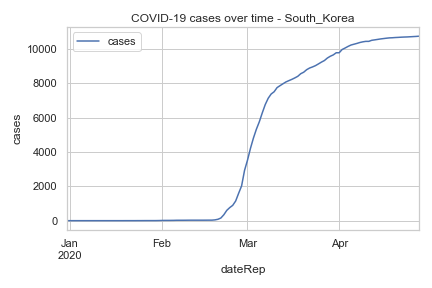 COVID-19 cases over time - South_Korea
cases
10000
8000
6000
4000
2000
0
cases
Jan Feb Mar Apr
2020
dateRep